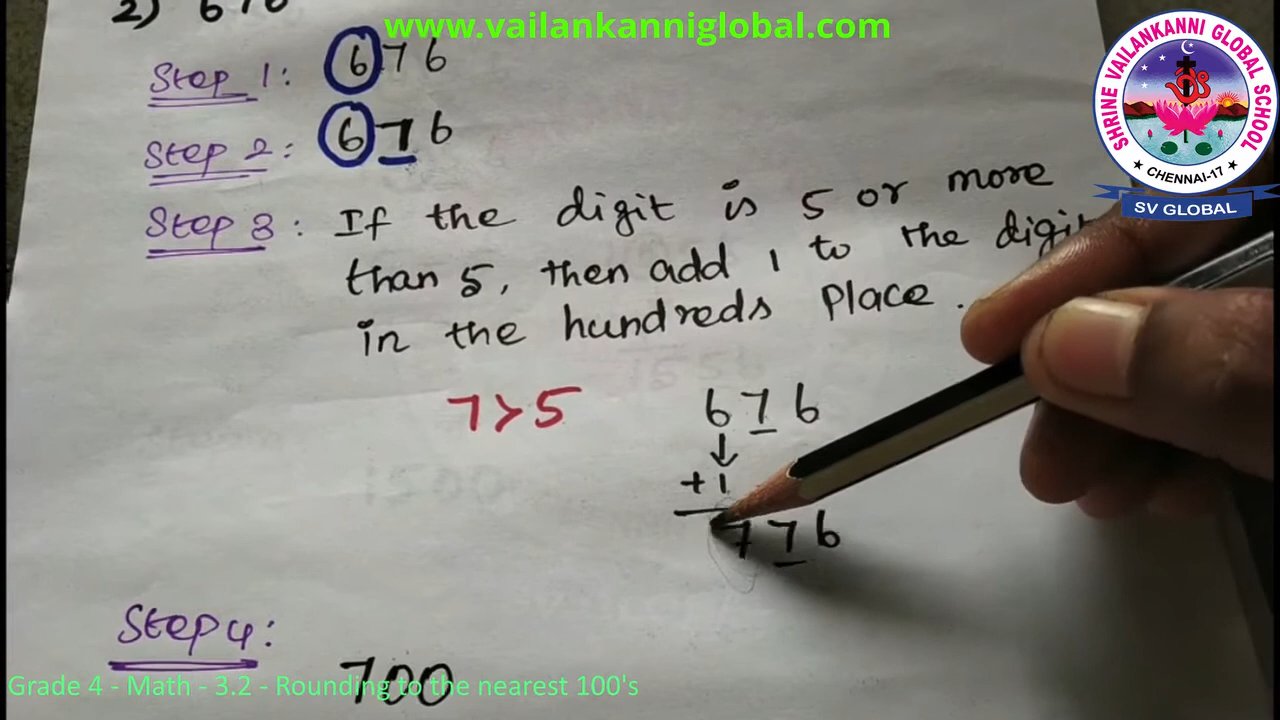 2) 676
www.vailankanniglobal.com
Step 1: 676
Step 2: 676
Step 3: If the digit is 5 or more
than 5, then add 1 to the digit
in the hundreds place.
7>5
676
+1
776
Step 4:
700
Grade 4 - Math - 3.2 - Rounding to the nearest 100's
SHRINE VAILANKANNI GLOBAL SCHOOL
CHENNAI-17
SV GLOBAL